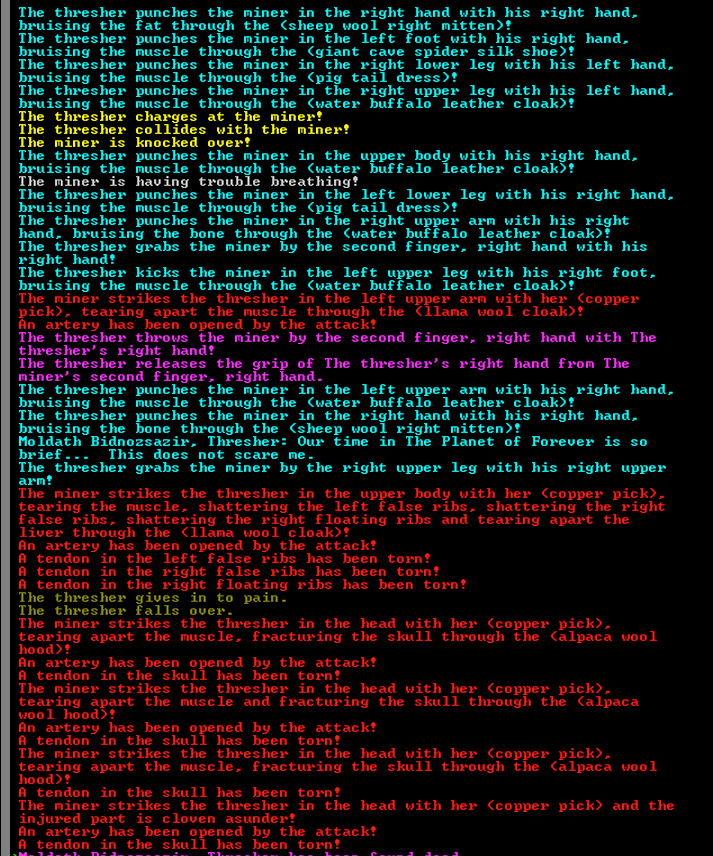 The thresher punches the miner in the right hand with his right hand,
bruising the fat through the (sheep wool right mitten)!
The thresher punches the miner in the left foot with his right hand,
bruising the muscle through the (giant cave spider silk shoe)!
The thresher punches the miner in the right lower leg with his left hand,
bruising the muscle through the (pig tail dress)!
The thresher punches the miner in the right upper leg with his left hand,
bruising the muscle through the (water buffalo leather cloak)!
The thresher charges at the miner!
The thresher collides with the miner!
The miner is knocked over!
The thresher punches the miner in the upper body with his right hand,
bruising the muscle through the (water buffalo leather cloak)!
The miner is having trouble breathing!
The thresher punches the miner in the left lower leg with his right hand,
bruising the muscle through the (pig tail dress)!
The thresher punches the miner in the right upper arm with his right
hand, bruising the bone through the (water buffalo leather cloak)!
The thresher grabs the miner by the second finger, right hand with his
right hand!
The thresher kicks the miner in the left upper leg with his right foot,
bruising the muscle through the (water buffalo leather cloak)!
The miner strikes the thresher in the left upper arm with her (copper
pick), tearing apart the muscle through the (llama wool cloak)!
An artery has been opened by the attack!
The thresher throws the miner by the second finger, right hand with The
thresher's right hand!
The thresher releases the grip of The thresher's right hand from The
miner's second finger, right hand.
The thresher punches the miner in the left upper arm with his right hand,
bruising the muscle through the (water buffalo leather cloak)!
The thresher punches the miner in the right hand with his right hand,
bruising the bone through the (sheep wool right mitten)!
Moldath Bidnozsazir, Thresher: Our time in The Planet of Forever is so
brief...  This does not scare me.
The thresher grabs the miner by the right upper leg with his right upper
arm!
The miner strikes the thresher in the upper body with her (copper pick),
tearing the muscle, shattering the left false ribs, shattering the right
false ribs, shattering the right floating ribs and tearing apart the
liver through the (llama wool cloak)!
An artery has been opened by the attack!
A tendon in the left false ribs has been torn!
A tendon in the right false ribs has been torn!
A tendon in the right floating ribs has been torn!
The thresher gives in to pain.
The thresher falls over.
The miner strikes the thresher in the head with her (copper pick),
tearing apart the muscle, fracturing the skull through the (alpaca wool
hood)!
An artery has been opened by the attack!
A tendon in the skull has been torn!
The miner strikes the thresher in the head with her (copper pick),
tearing apart the muscle and fracturing the skull through the (alpaca
wool hood)!
An artery has been opened by the attack!
A tendon in the skull has been torn!
The miner strikes the thresher in the head with her (copper pick),
tearing apart the muscle, fracturing the skull through the (alpaca wool
hood)!
A tendon in the skull has been torn!
The miner strikes the thresher in the head with her (copper pick) and the
injured part is cloven asunder!
An artery has been opened by the attack!
A tendon in the skull has been torn!
Moldath Bidnozsazir, Thresher has been found dead.